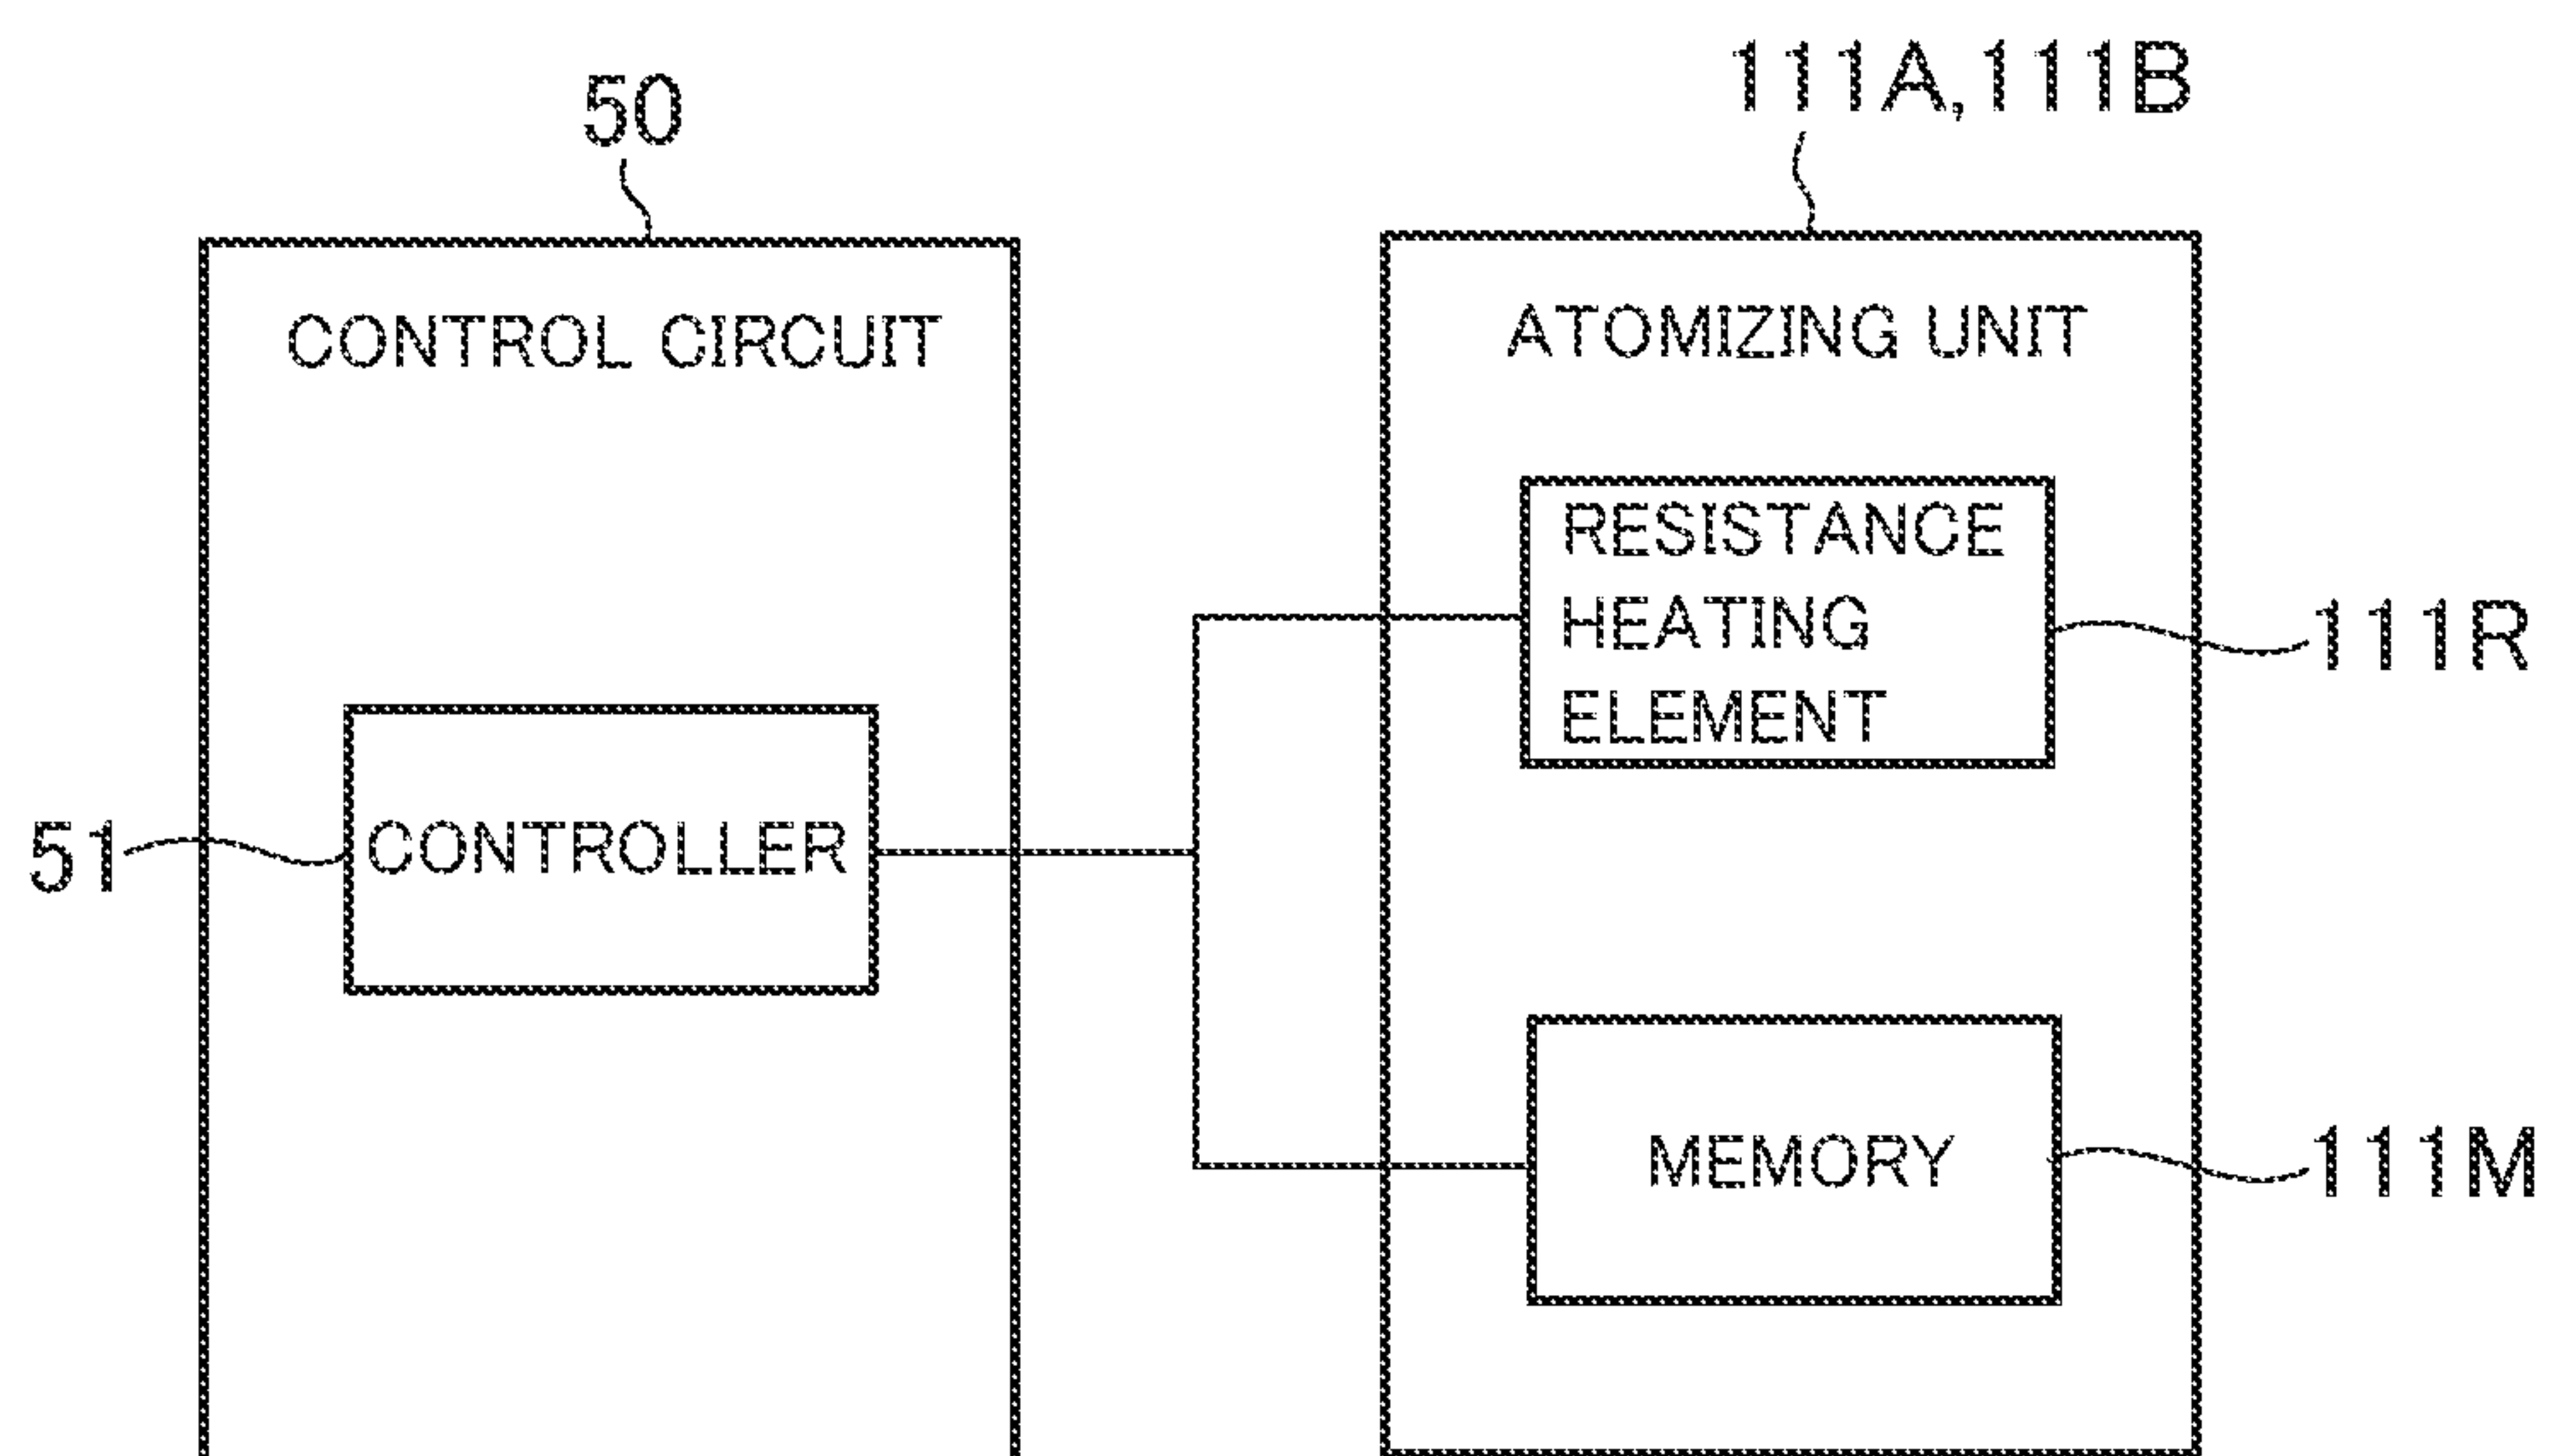 50
111A,111B
CONTROL CIRCUIT
ATOMIZING UNIT
RESISTANCE
HEATING
ELEMENT
111R
51
CONTROLLER
MEMORY
111M